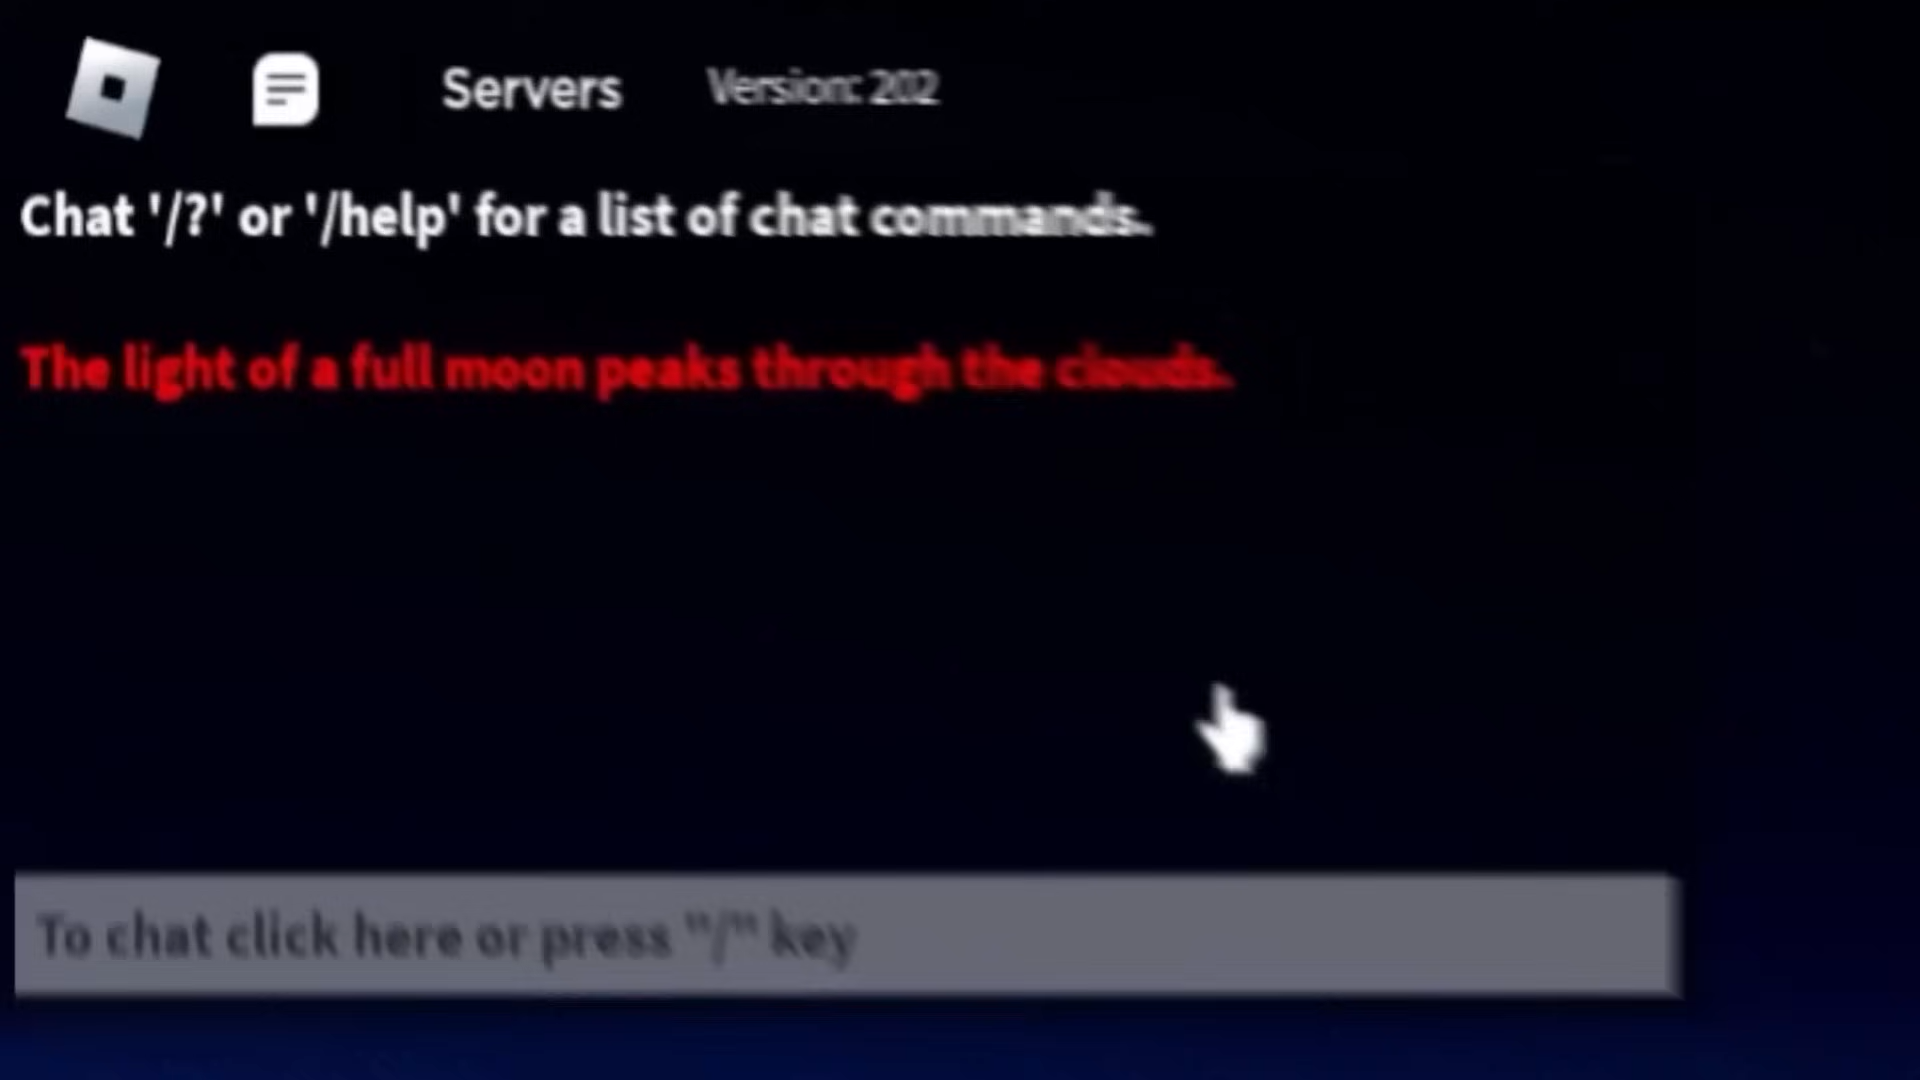 Servers Version: 202
Chat '/?' or '/help' for a list of chat commands.
The light of a full moon peaks through the clouds.
To chat click here or press "/" key